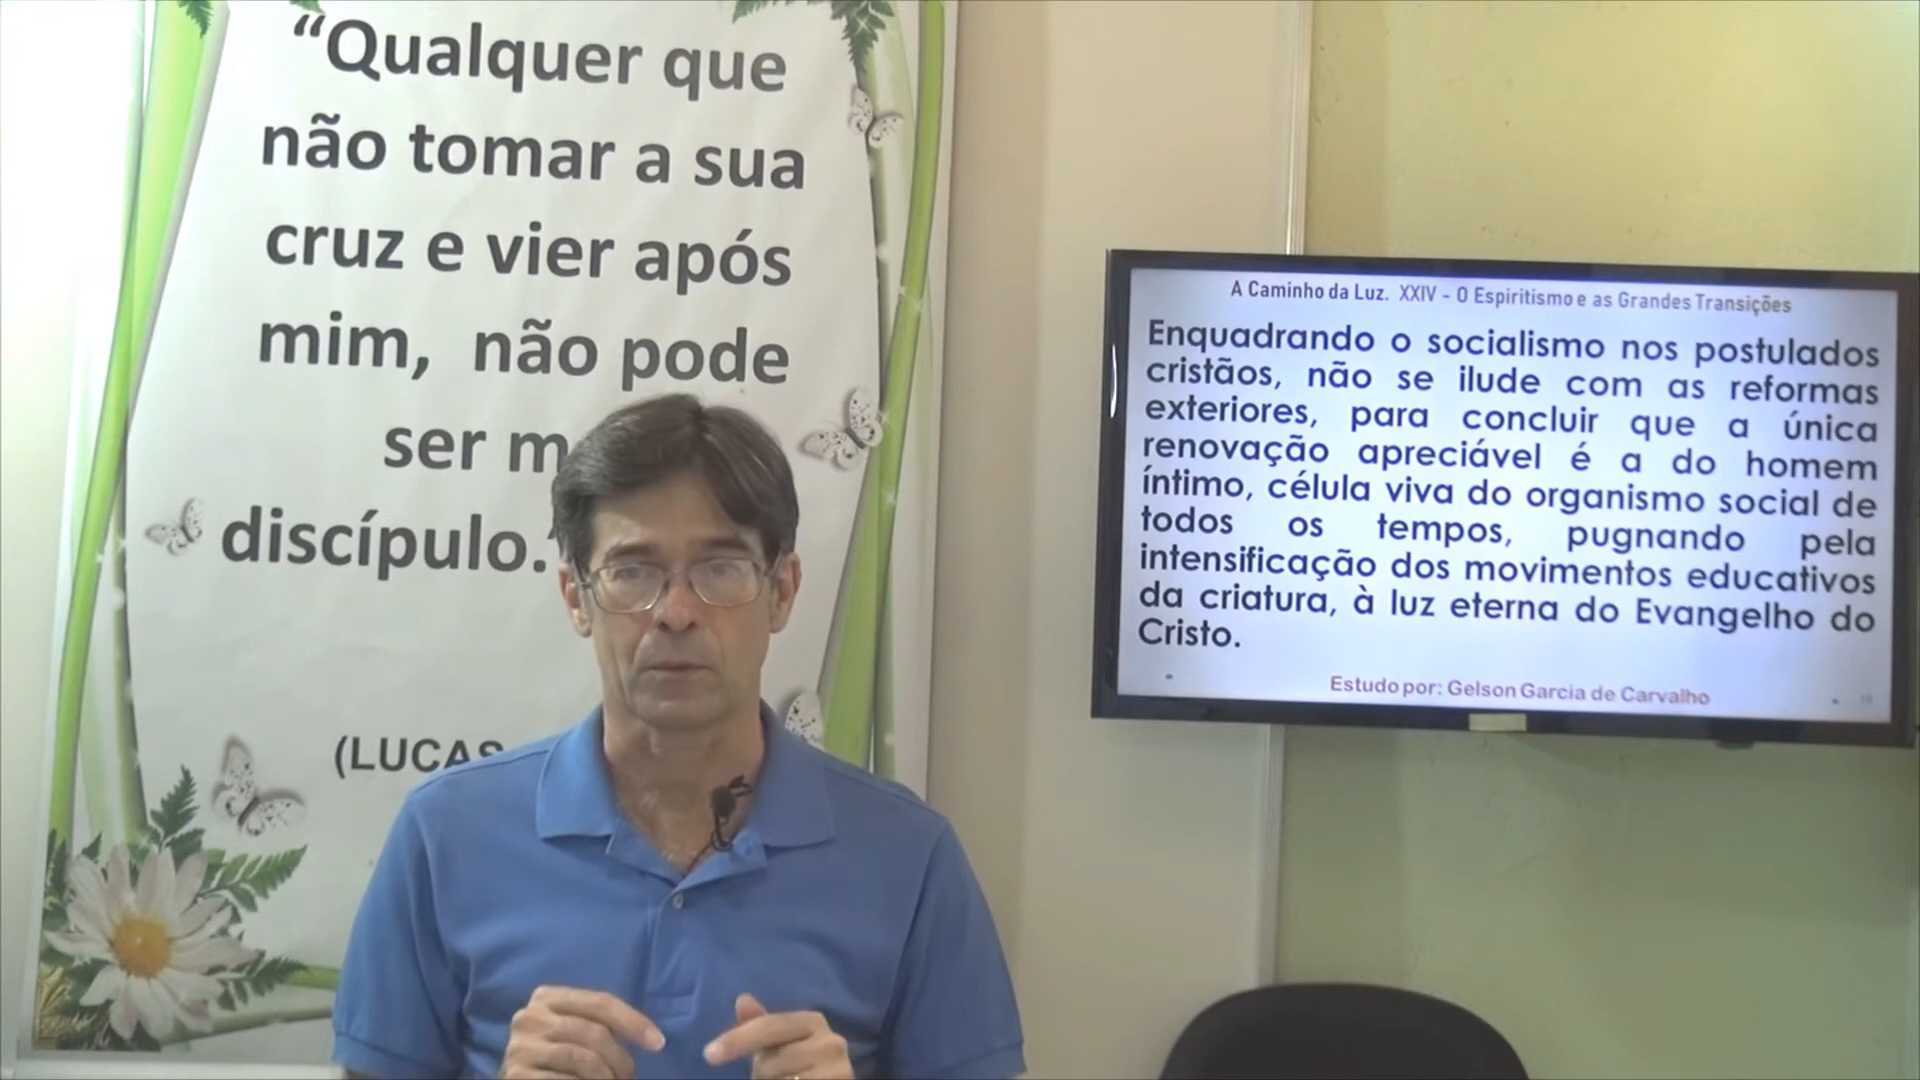 “Qualquer que
não tomar a sua
cruz e vier após
mim, não pode
ser
discípulo.”
(LUCAS
A Caminho da Luz. XXIV - O Espiritismo e as Grandes Transições
Enquadrando o socialismo nos postulados
cristãos, não se ilude com as reformas
exteriores, para concluir que a única
renovação apreciável é a do homem
íntimo, célula viva do organismo social de
todos os tempos, pugnando pela
intensificação dos movimentos educativos
da criatura, à luz eterna do Evangelho do
Cristo.
Estudo por: Gelson Garcia de Carvalho